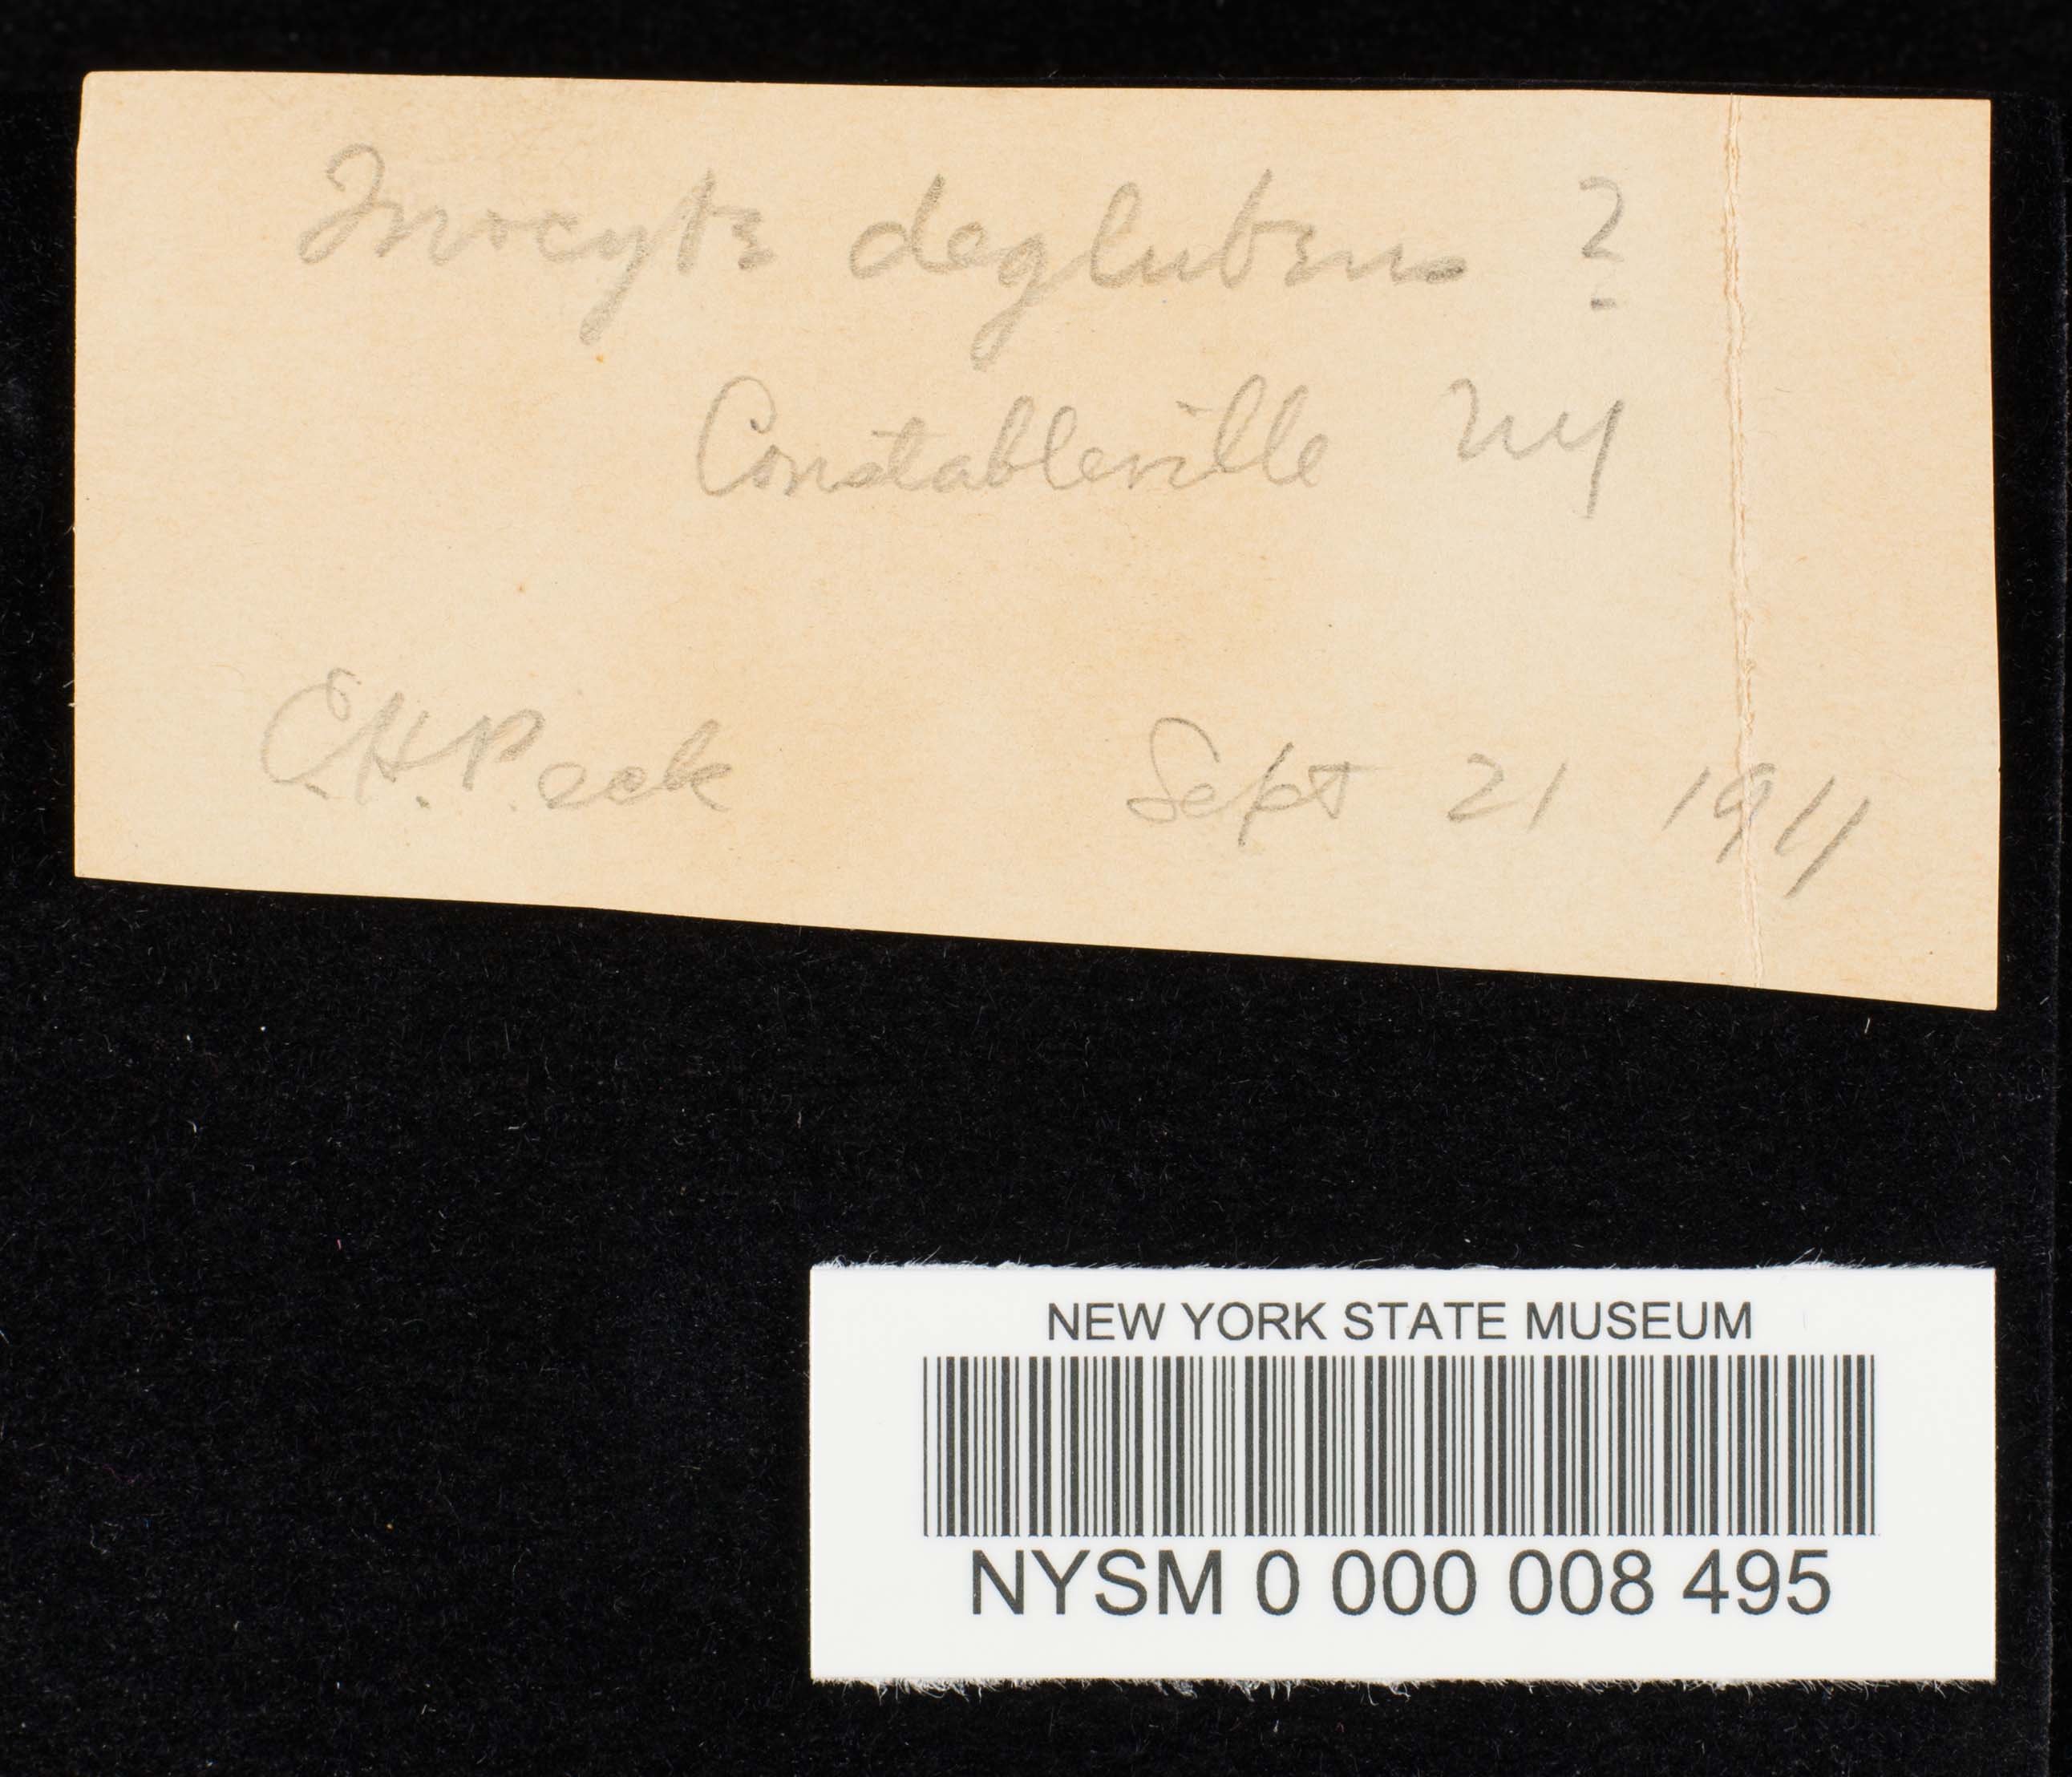 Inocybe deglubens ?
Constableville NY
C.H.Peck Sept 21 1911
NEW YORK STATE MUSEUM
NYSM 0 000 008 495